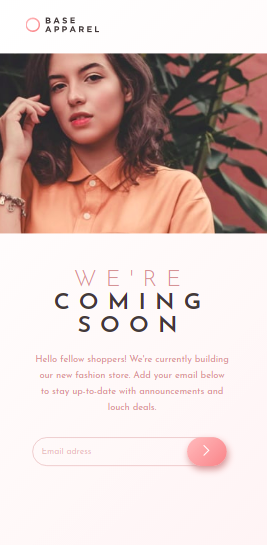 BASE
APPAREL
WE'RE
COMING
SOON
Hello fellow shoppers! We're currently building
our new fashion store. Add your email below
to stay up-to-date with announcements and
louch deals.
Email adress